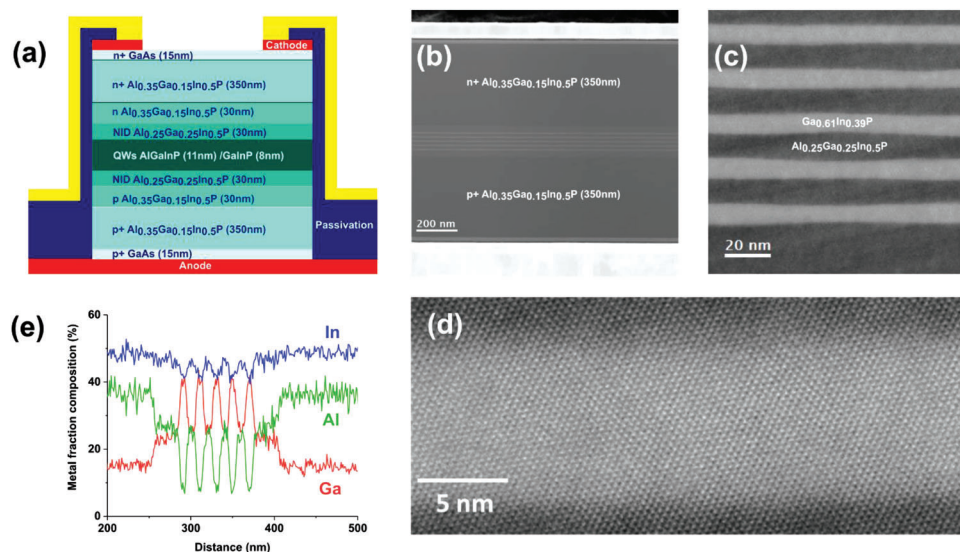 (a)
Cathode
n+ GaAs (15nm)
n+ Al0.35Ga0.15In0.5P (350nm)
n Al0.35Ga0.15In0.5P (30nm)
NID Al0.25Ga0.25In0.5P (30nm)
QWs AlGaInP (11nm) /GaInP (8nm)
NID Al0.25Ga0.25In0.5P (30nm)
p Al0.35Ga0.15In0.5P (30nm)
p+ Al0.35Ga0.15In0.5P (350nm)
Passivation
p+ GaAs (15nm)
Anode
(b)
n+ Al0.35Ga0.15In0.5P (350nm)
p+ Al0.35Ga0.15In0.5P (350nm)
200 nm
(c)
Ga0.61In0.39P
Al0.25Ga0.25In0.5P
20 nm
(e)
Metal fraction composition (%)
60
40
20
0
In
Al
Ga
200
300
400
500
Distance (nm)
(d)
5 nm